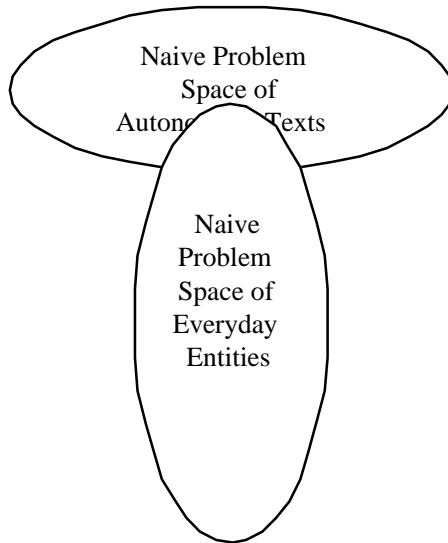 Naive Problem
Space of
Texts
Naive
Problem
Space of
Everyday
Entities